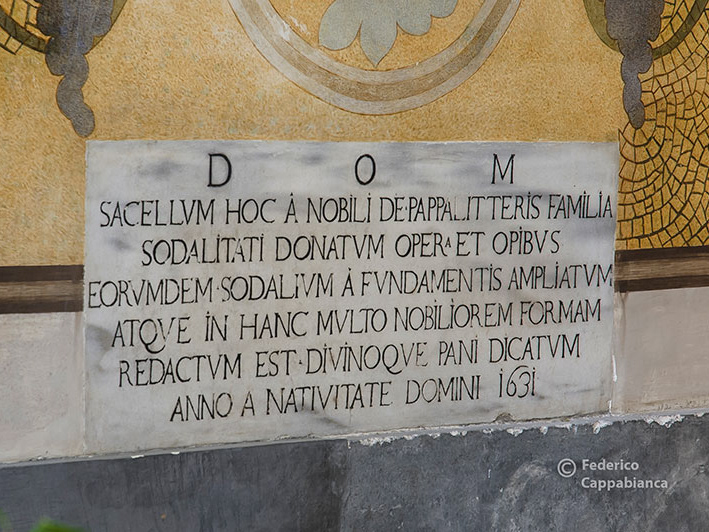 D O M
SACELLVM HOC À NOBILI DE·PAPPALITTERIS FAMILIA
SODALITATI DONATVM OPERA ET OPIBVS
EORVMDEM·SODALIVM À FVNDAMENTIS AMPLIATVM
ATQVE IN HANC MVLTO NOBILIOREM FORMAM
REDACTVM EST·DIVINOQVE PANI DICATVM
ANNO A NATIVITATE DOMINI 1631
© Federico
Cappabianca